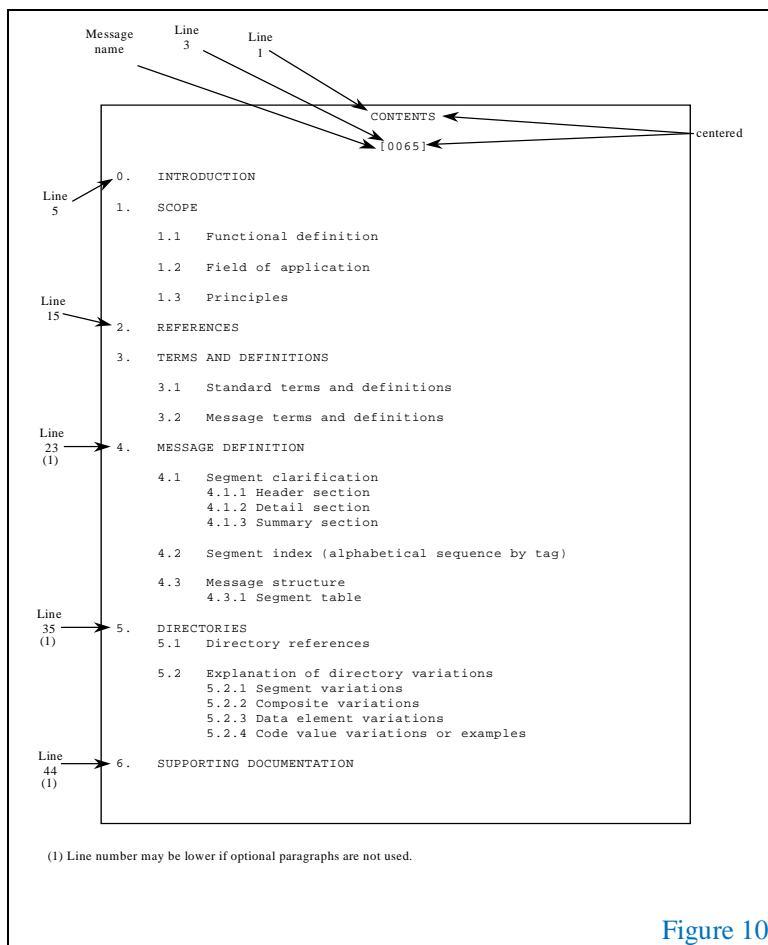 Message
name
Line
3
Line
1
CONTENTS
centered
[0065]
0. INTRODUCTION
Line
5
1. SCOPE
1.1 Functional definition
1.2 Field of application
1.3 Principles
Line
15
2. REFERENCES
3. TERMS AND DEFINITIONS
3.1 Standard terms and definitions
3.2 Message terms and definitions
Line
23
(1)
4. MESSAGE DEFINITION
4.1 Segment clarification
4.1.1 Header section
4.1.2 Detail section
4.1.3 Summary section
4.2 Segment index (alphabetical sequence by tag)
4.3 Message structure
4.3.1 Segment table
Line
35
(1)
5. DIRECTORIES
5.1 Directory references
5.2 Explanation of directory variations
5.2.1 Segment variations
5.2.2 Composite variations
5.2.3 Data element variations
5.2.4 Code value variations or examples
Line
44
(1)
6. SUPPORTING DOCUMENTATION
(1) Line number may be lower if optional paragraphs are not used.
Figure 10